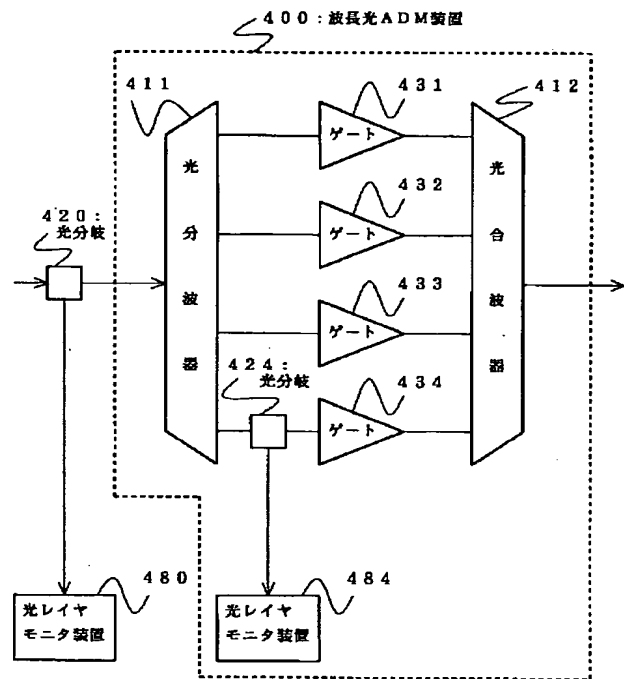 ４００：波長光ＡＤＭ装置
４１１
４３１
４１２
ゲート
光分波器
光合波器
４３２
ゲート
４２０：
光分岐
４３３
ゲート
４２４：
光分岐
４３４
ゲート
４８０
４８４
光レイヤ
モニタ装置
光レイヤ
モニタ装置